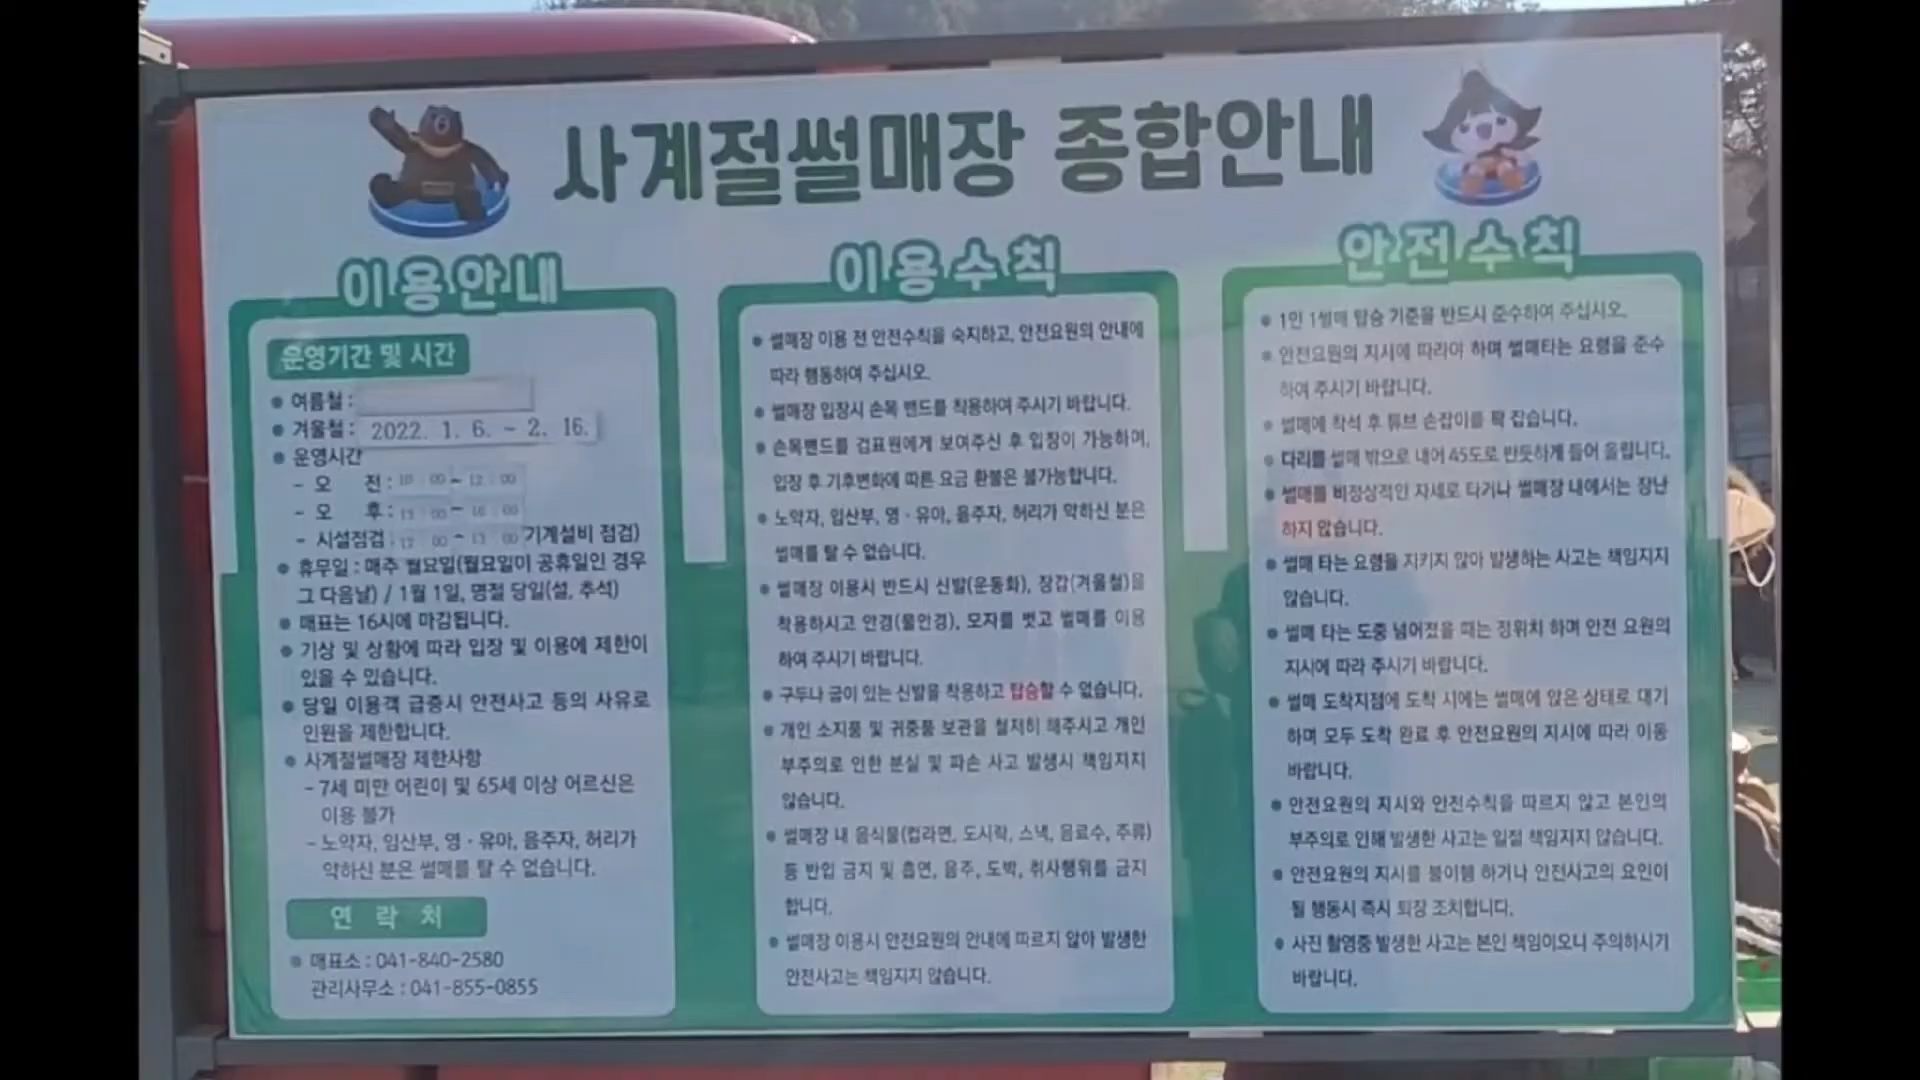 사계절썰매장 종합안내
이용안내
운영기간 및 시간
● 여름철 :
● 겨울철 : 2022. 1. 6. ~ 2. 16.
● 운영시간
- 오 전 : 10 : 00 ~ 12 : 00
- 오 후 : 13 : 00 ~ 16 : 00
- 시설점검 : 12 : 00 ~ 13 : 00 기계설비 점검)
● 휴무일 : 매주 월요일(월요일이 공휴일인 경우
그 다음날) / 1월 1일, 명절 당일(설, 추석)
● 매표는 16시에 마감됩니다.
● 기상 및 상황에 따라 입장 및 이용에 제한이
있을 수 있습니다.
● 당일 이용객 급증시 안전사고 등의 사유로
인원을 제한합니다.
● 사계절썰매장 제한사항
- 7세 미만 어린이 및 65세 이상 어르신은
이용 불가
- 노약자, 임산부, 영·유아, 음주자, 허리가
약하신 분은 썰매를 탈 수 없습니다.
연 락 처
● 매표소 : 041-840-2580
관리사무소 : 041-855-0855
이용수칙
● 썰매장 이용 전 안전수칙을 숙지하고, 안전요원의 안내에
따라 행동하여 주십시오.
● 썰매장 입장시 손목 밴드를 착용하여 주시기 바랍니다.
● 손목밴드를 검표원에게 보여주신 후 입장이 가능하며,
입장 후 기후변화에 따른 요금 환불은 불가능합니다.
● 노약자, 임산부, 영·유아, 음주자, 허리가 약하신 분은
썰매를 탈 수 없습니다.
● 썰매장 이용시 반드시 신발(운동화), 장갑(겨울철)을
착용하시고 안경(물안경), 모자를 벗고 썰매를 이용
하여 주시기 바랍니다.
● 구두나 굽이 있는 신발을 착용하고 탑승할 수 없습니다.
● 개인 소지품 및 귀중품 보관을 철저히 해주시고 개인
부주의로 인한 분실 및 파손 사고 발생시 책임지지
않습니다.
● 썰매장 내 음식물(컵라면, 도시락, 스낵, 음료수, 주류)
등 반입 금지 및 흡연, 음주, 도박, 취사행위를 금지
합니다.
● 썰매장 이용시 안전요원의 안내에 따르지 않아 발생한
안전사고는 책임지지 않습니다.
안전수칙
● 1인 1썰매 탑승 기준을 반드시 준수하여 주십시오.
● 안전요원의 지시에 따라야 하며 썰매타는 요령을 준수
하여 주시기 바랍니다.
● 썰매에 착석 후 튜브 손잡이를 꽉 잡습니다.
● 다리를 썰매 밖으로 내어 45도로 반듯하게 들어 올립니다.
● 썰매를 비정상적인 자세로 타거나 썰매장 내에서는 장난
하지 않습니다.
● 썰매 타는 요령을 지키지 않아 발생하는 사고는 책임지지
않습니다.
● 썰매 타는 도중 넘어졌을 때는 정위치 하며 안전 요원의
지시에 따라 주시기 바랍니다.
● 썰매 도착지점에 도착 시에는 썰매에 앉은 상태로 대기
하며 모두 도착 완료 후 안전요원의 지시에 따라 이동
바랍니다.
● 안전요원의 지시와 안전수칙을 따르지 않고 본인의
부주의로 인해 발생한 사고는 일절 책임지지 않습니다.
● 안전요원의 지시를 불이행 하거나 안전사고의 요인이
될 행동시 즉시 퇴장 조치합니다.
● 사진 촬영중 발생한 사고는 본인 책임이오니 주의하시기
바랍니다.